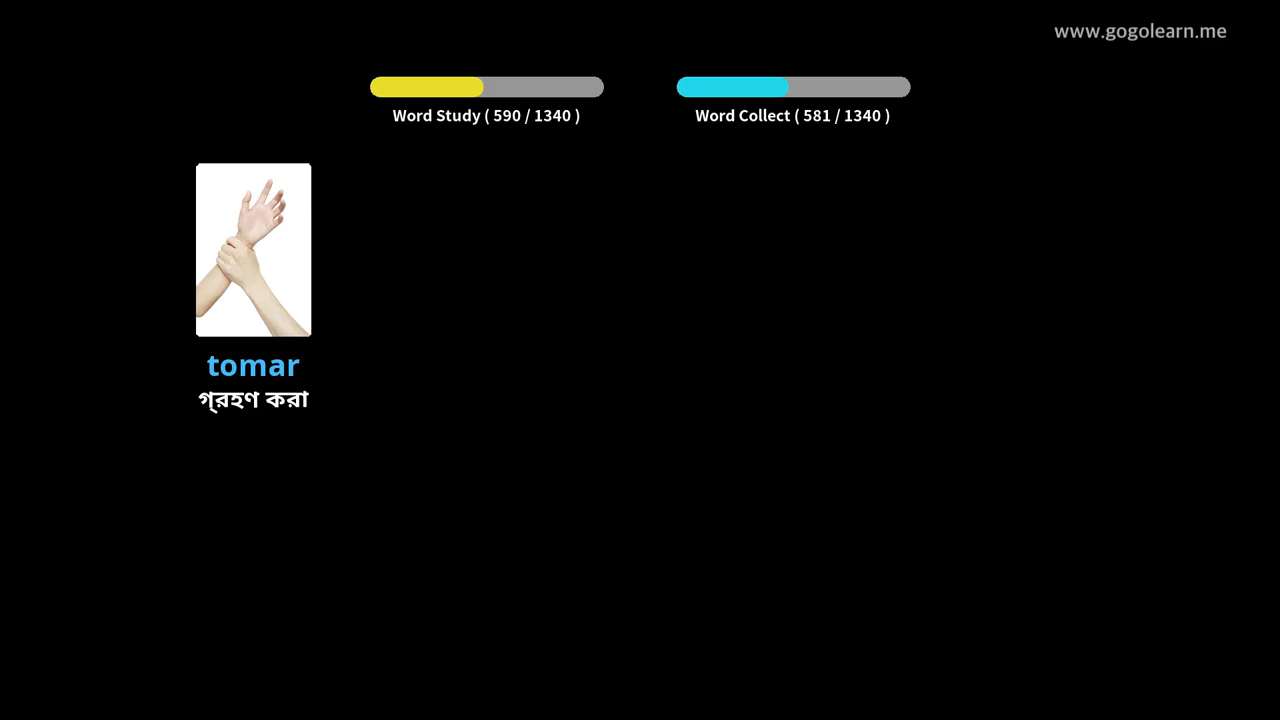 www.gogolearn.me
Word Study ( 590 / 1340 )
Word Collect ( 581 / 1340 )
tomar
গ্রহণ করা